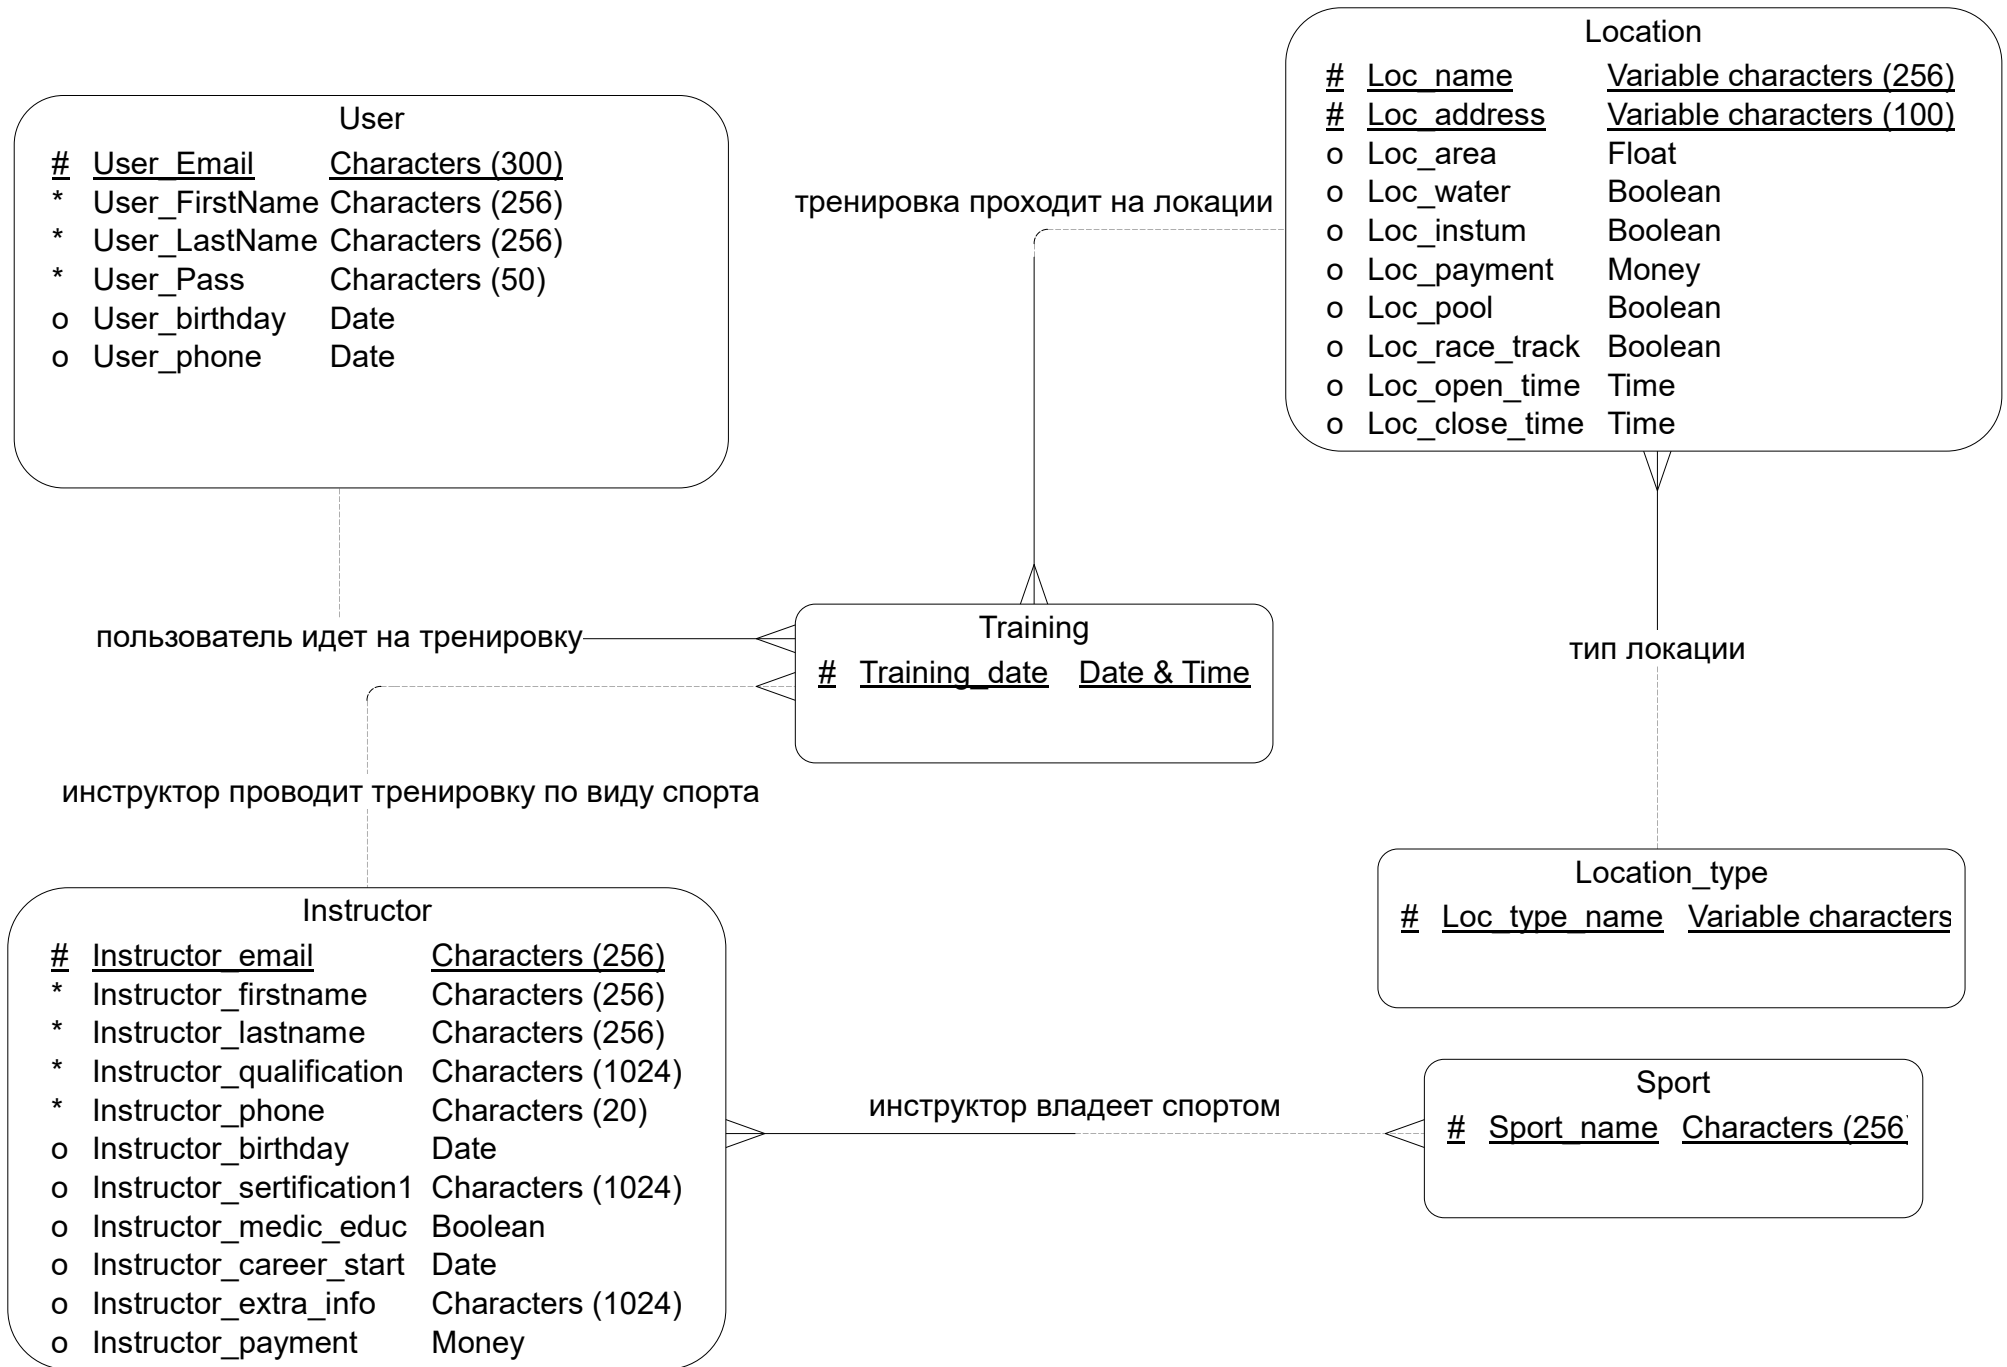 User
# User_Email Characters (300)
* User_FirstName Characters (256)
* User_LastName Characters (256)
* User_Pass Characters (50)
o User_birthday Date
o User_phone Date
Location
# Loc_name Variable characters (256)
# Loc_address Variable characters (100)
o Loc_area Float
o Loc_water Boolean
o Loc_instum Boolean
o Loc_payment Money
o Loc_pool Boolean
o Loc_race_track Boolean
o Loc_open_time Time
o Loc_close_time Time
тренировка проходит на локации
пользователь идет на тренировку
Training
# Training_date Date & Time
тип локации
инструктор проводит тренировку по виду спорта
Location_type
# Loc_type_name Variable characters
Instructor
# Instructor_email Characters (256)
* Instructor_firstname Characters (256)
* Instructor_lastname Characters (256)
* Instructor_qualification Characters (1024)
* Instructor_phone Characters (20)
o Instructor_birthday Date
o Instructor_sertification1 Characters (1024)
o Instructor_medic_educ Boolean
o Instructor_career_start Date
o Instructor_extra_info Characters (1024)
o Instructor_payment Money
инструктор владеет спортом
Sport
# Sport_name Characters (256)